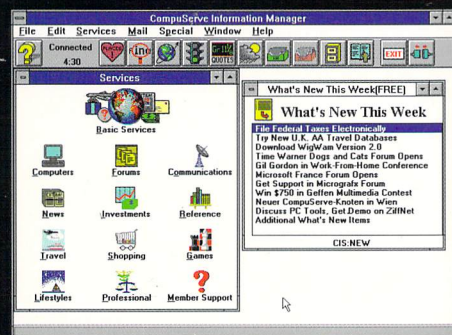 CompuServe Information Manager
File Edit Services Mail Special Window Help
Connected
4:30
PLACES
Find
QUOTES
EXIT
Services
Basic Services
Computers
Forums
Communications
News
Investments
Reference
Travel
Shopping
Games
Lifestyles
Professional
Member Support
What's New This Week(FREE)
What's New This Week
File Federal Taxes Electronically
Try New U.K. AA Travel Databases
Download WigWam Version 2.0
Time Warner Dogs and Cats Forum Opens
Gil Gordon in Work-From-Home Conference
Microsoft France Forum Opens
Get Support in Micrografx Forum
Win $750 in Geffen Multimedia Contest
Neuer CompuServe-Knoten in Wien
Discuss PC Tools, Get Demo on ZiffNet
Additional What's New Items
CIS:NEW